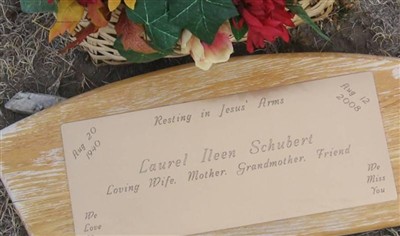 Resting in Jesus' Arms
Aug 20
1940
Aug 12
2008
Laurel Ileen Schubert
Loving Wife, Mother, Grandmother, Friend
We
Love
We
Miss
You